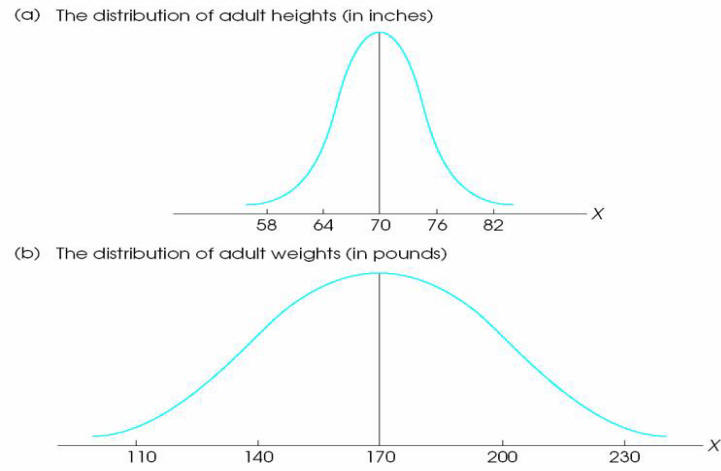 (a) The distribution of adult heights (in inches)
X
58 64 70 76 82
(b) The distribution of adult weights (in pounds)
X
110 140 170 200 230